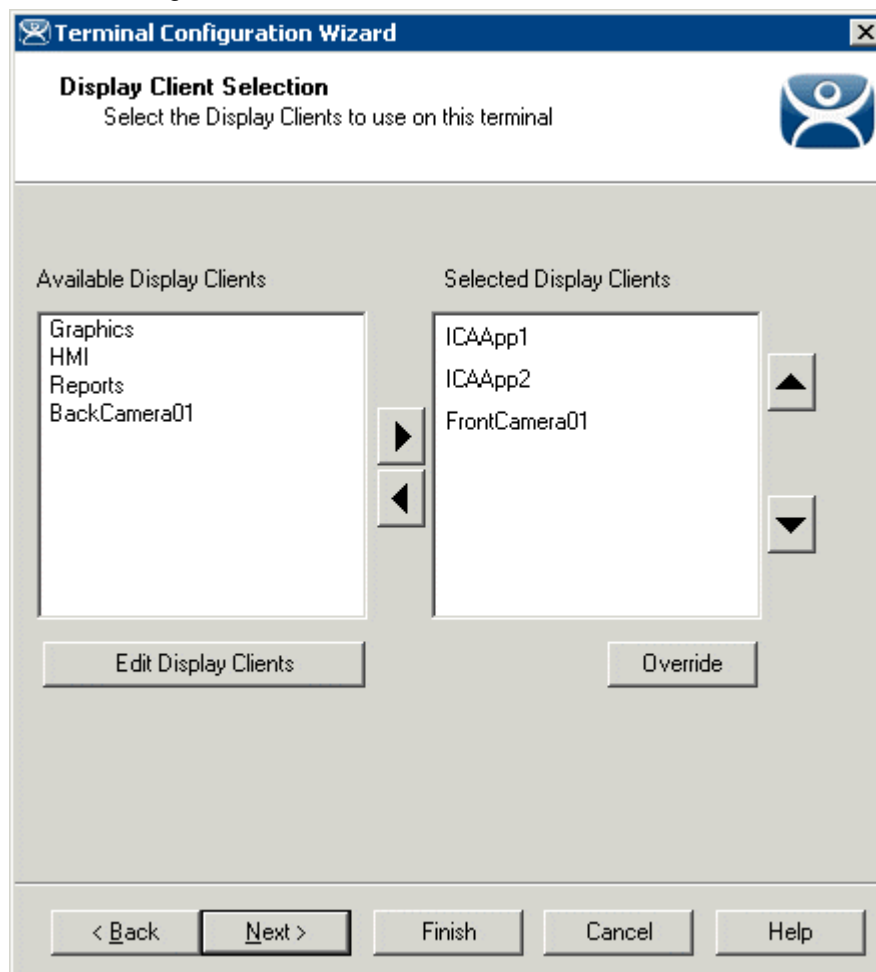 Terminal Configuration Wizard
Display Client Selection
Select the Display Clients to use on this terminal
Available Display Clients
Selected Display Clients
Graphics
HMI
Reports
BackCamera01
ICAApp1
ICAApp2
FrontCamera01
Edit Display Clients
Override
< Back
Next >
Finish
Cancel
Help